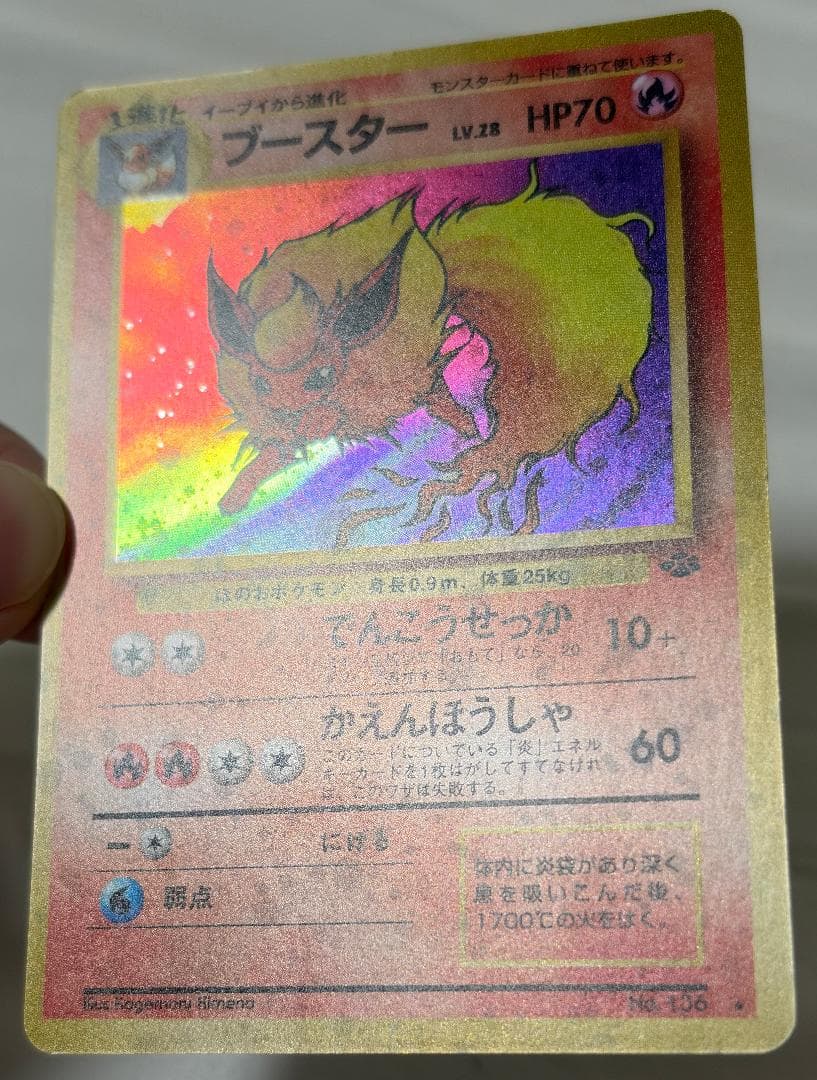 1進化
イーブイから進化
モンスターカードに重ねて使います。
ブースター LV.28 HP70
ほのおポケモン 身長0.9m、体重25kg
でんこうせっか 10+
「おもて」なら、20
かえんほうしゃ 60
このカードについている「炎」エネル
ギーカードを1枚はがしてすてなけれ
ば、このワザは失敗する。
にげる
弱点
体内に炎袋があり深く
息を吸いこんだ後、
1700℃の火をはく。
Illus. Kagemaru Himeno
No. 136